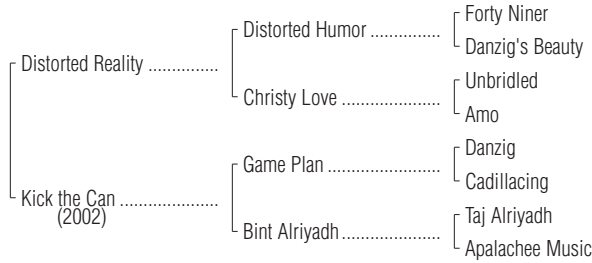 Forty Niner
Distorted Humor ...............
Danzig's Beauty
Distorted Reality ...............
Unbridled
Christy Love .....................
Amo
Danzig
Game Plan ........................
Cadillacing
Kick the Can .....................
(2002)
Taj Alriyadh
Bint Alriyadh.....................
Apalachee Music